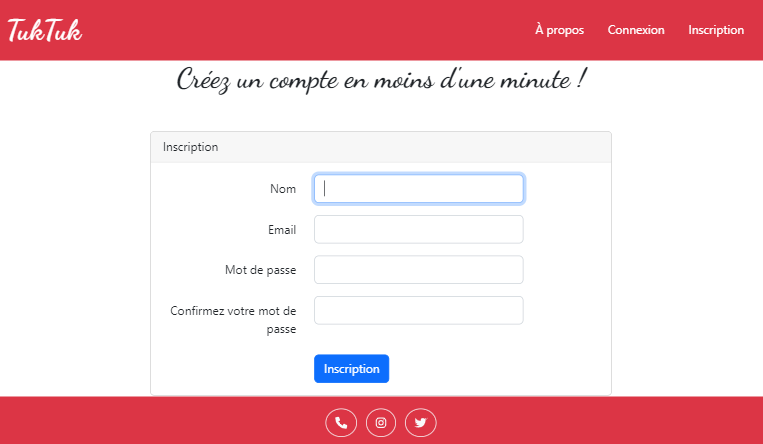 TukTuk
À propos
Connexion
Inscription
Créez un compte en moins d'une minute !
Inscription
Nom
Email
Mot de passe
Confirmez votre mot de
passe
Inscription